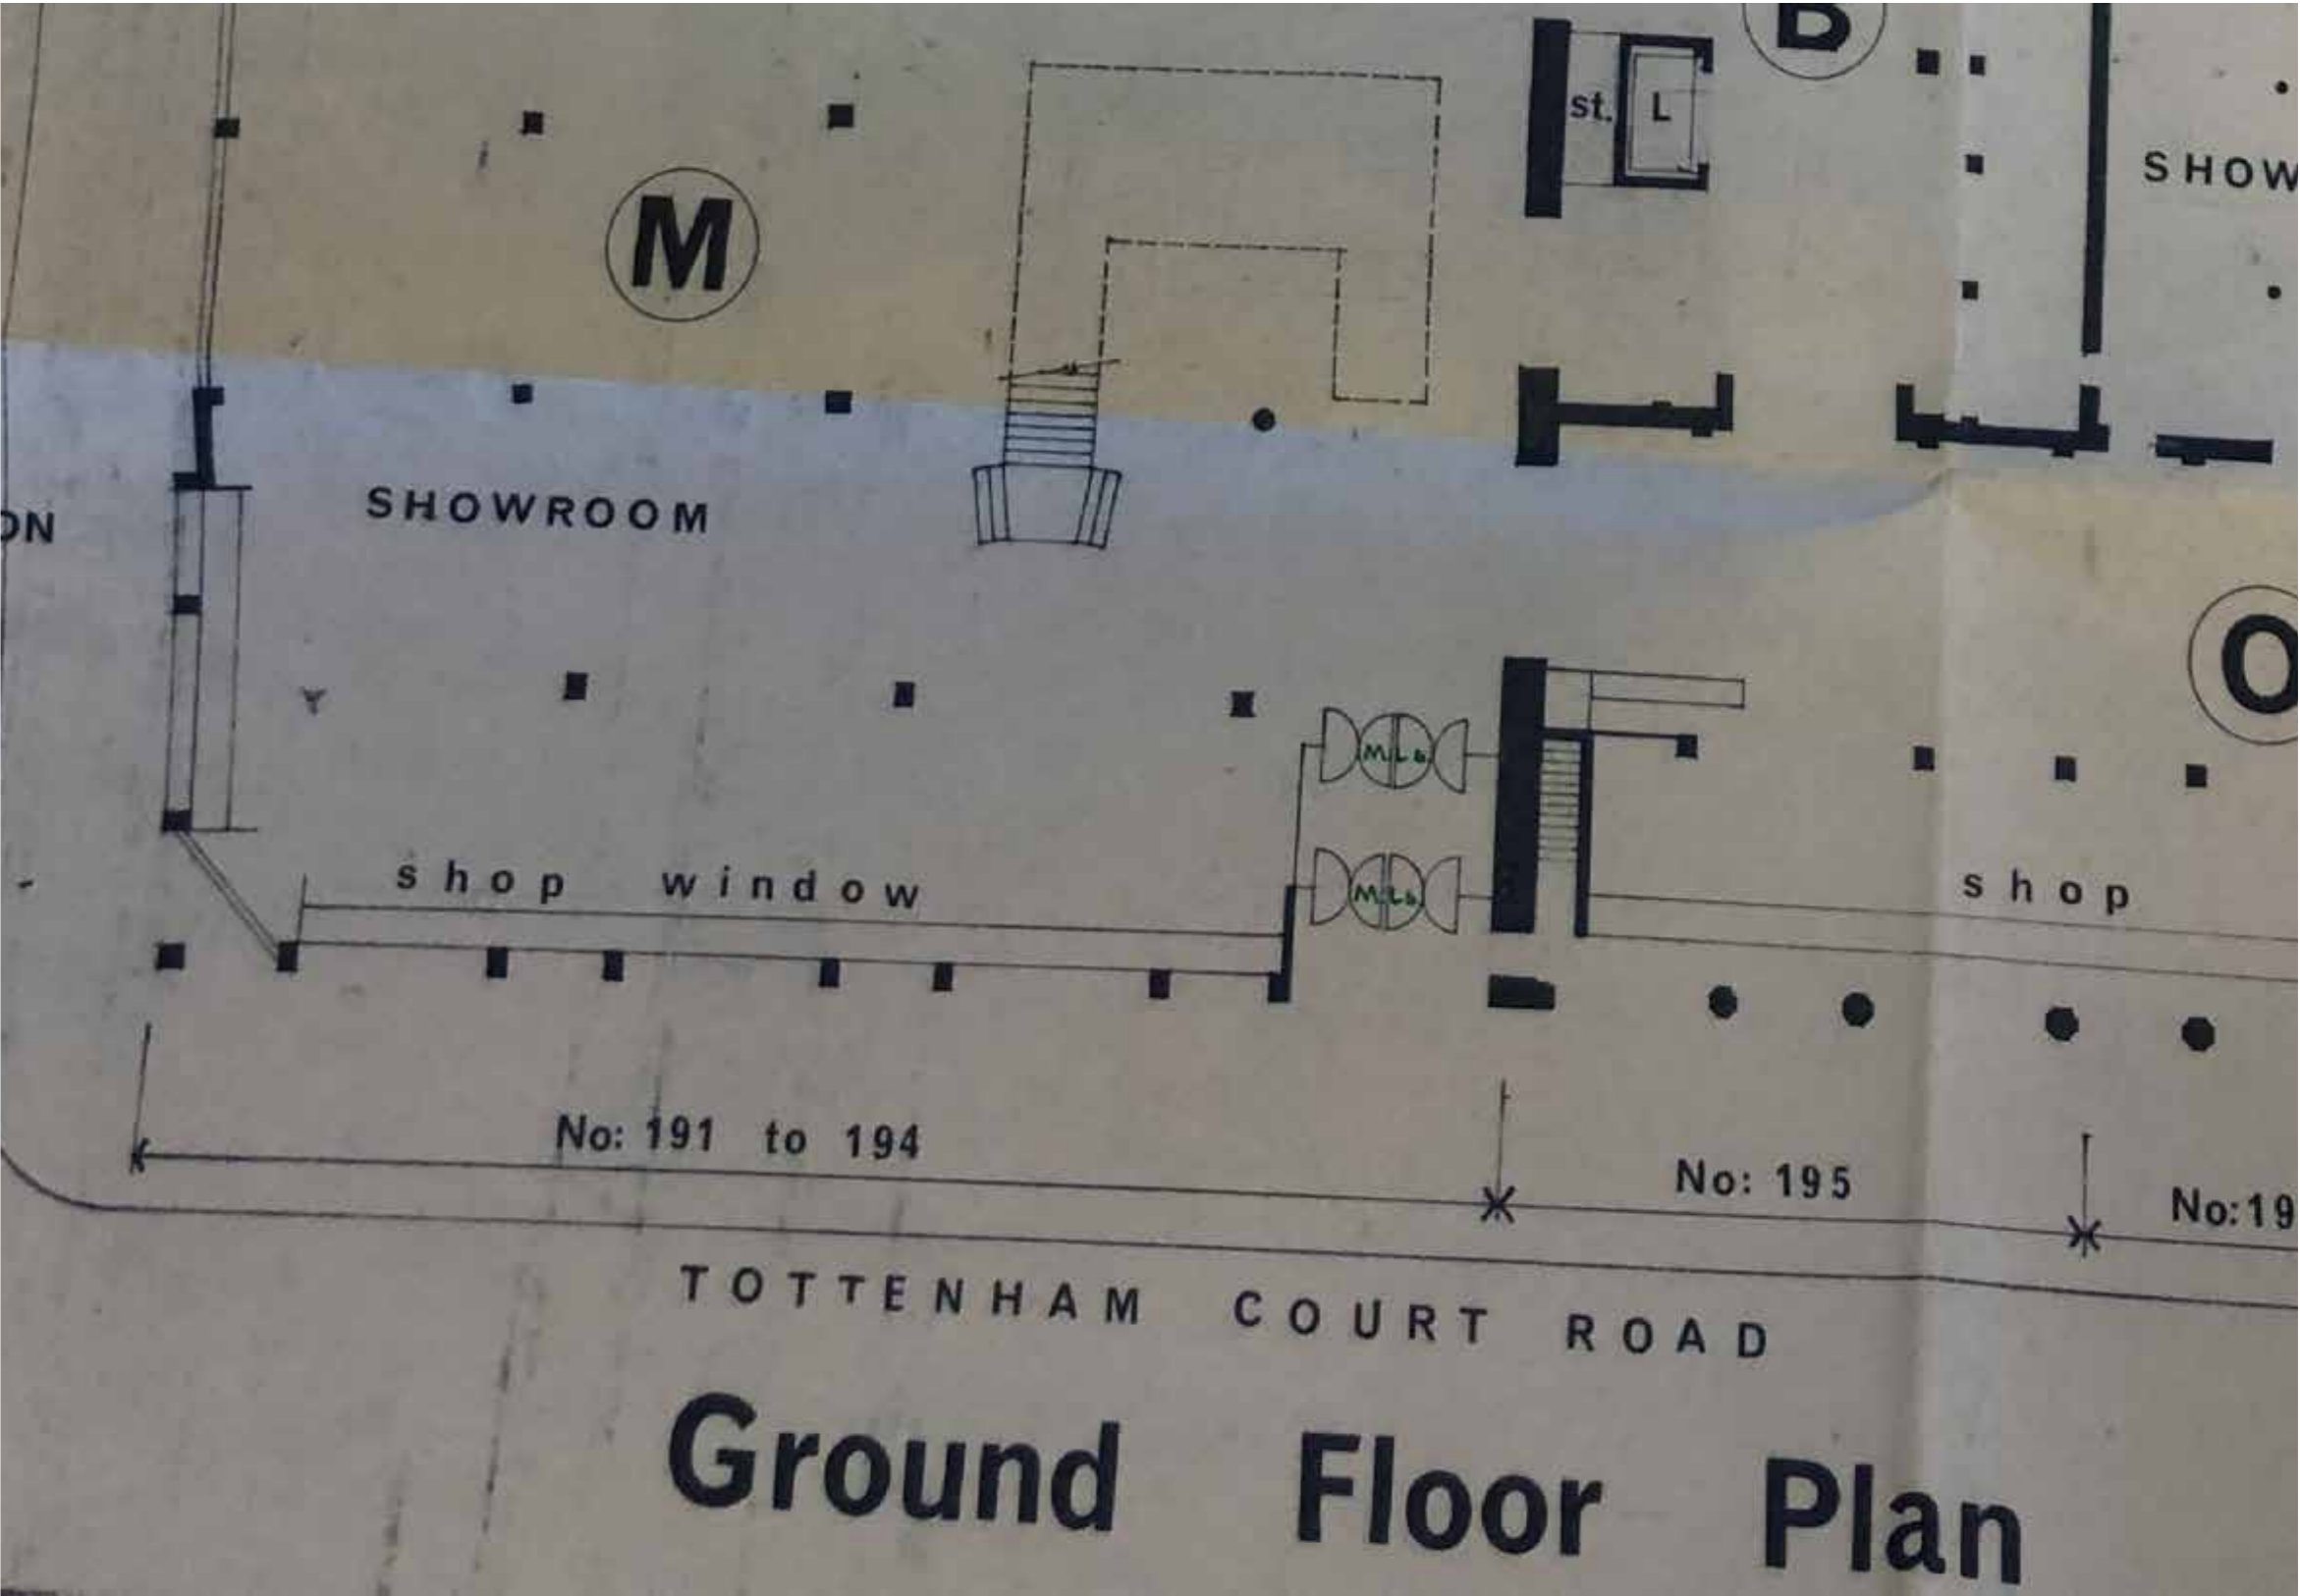 B
st. L
SHOW
M
SHOWROOM
ON
O
shop window
shop
No: 191 to 194
No: 195
No:19
TOTTENHAM COURT ROAD
Ground Floor Plan